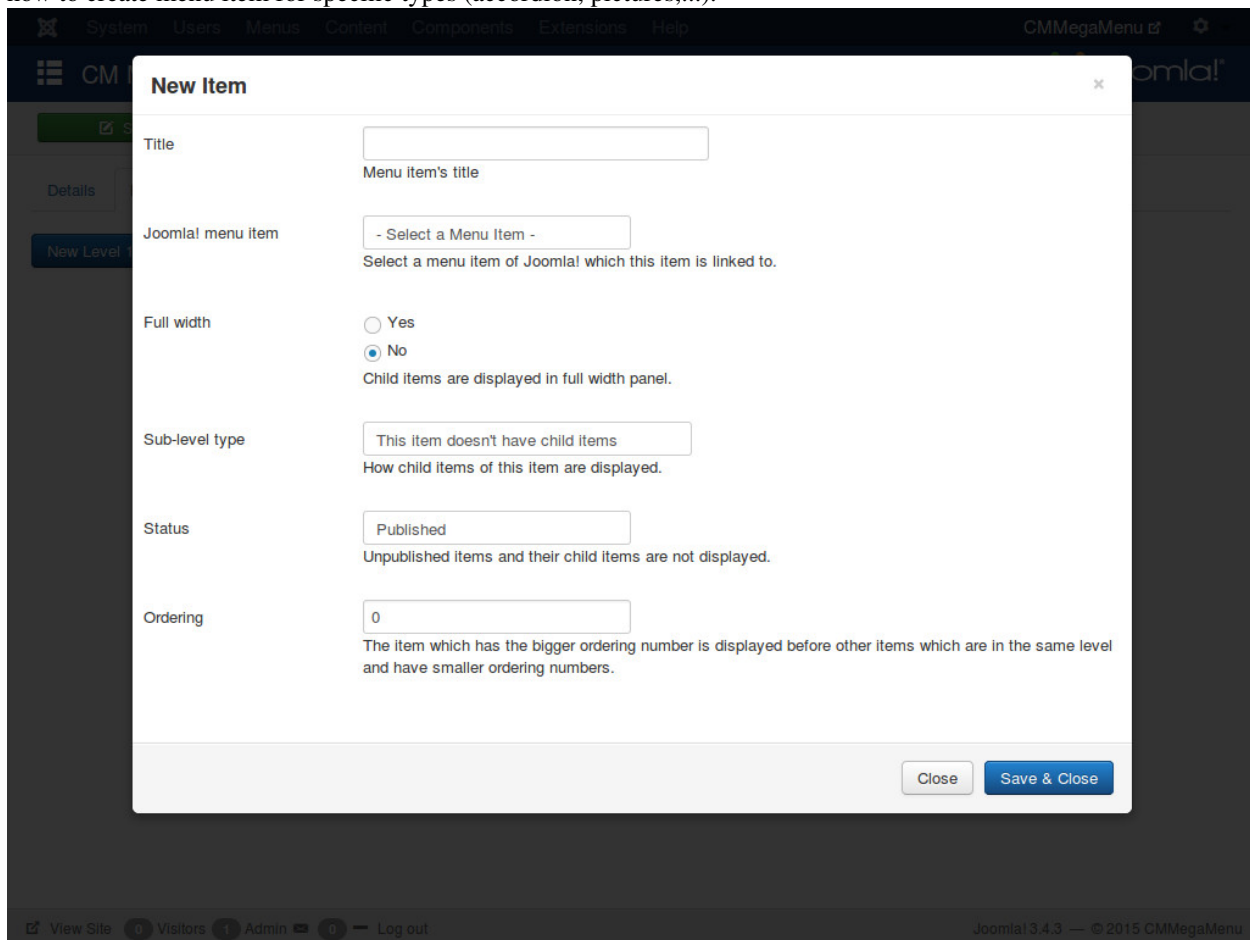 how to create menu item for specific types (accordion, pictures,...).
System Users Menus Content Components Extensions Help CMMegaMenu
CM
omla!
New Item ×
Title
Menu item's title
Details
Joomla! menu item - Select a Menu Item -
New Level 1
Select a menu item of Joomla! which this item is linked to.
Full width Yes
No
Child items are displayed in full width panel.
Sub-level type This item doesn't have child items
How child items of this item are displayed.
Status Published
Unpublished items and their child items are not displayed.
Ordering 0
The item which has the bigger ordering number is displayed before other items which are in the same level
and have smaller ordering numbers.
Close Save & Close
View Site 0 Visitors 1 Admin 0 Log out Joomla! 3.4.3 — © 2015 CMMegaMenu